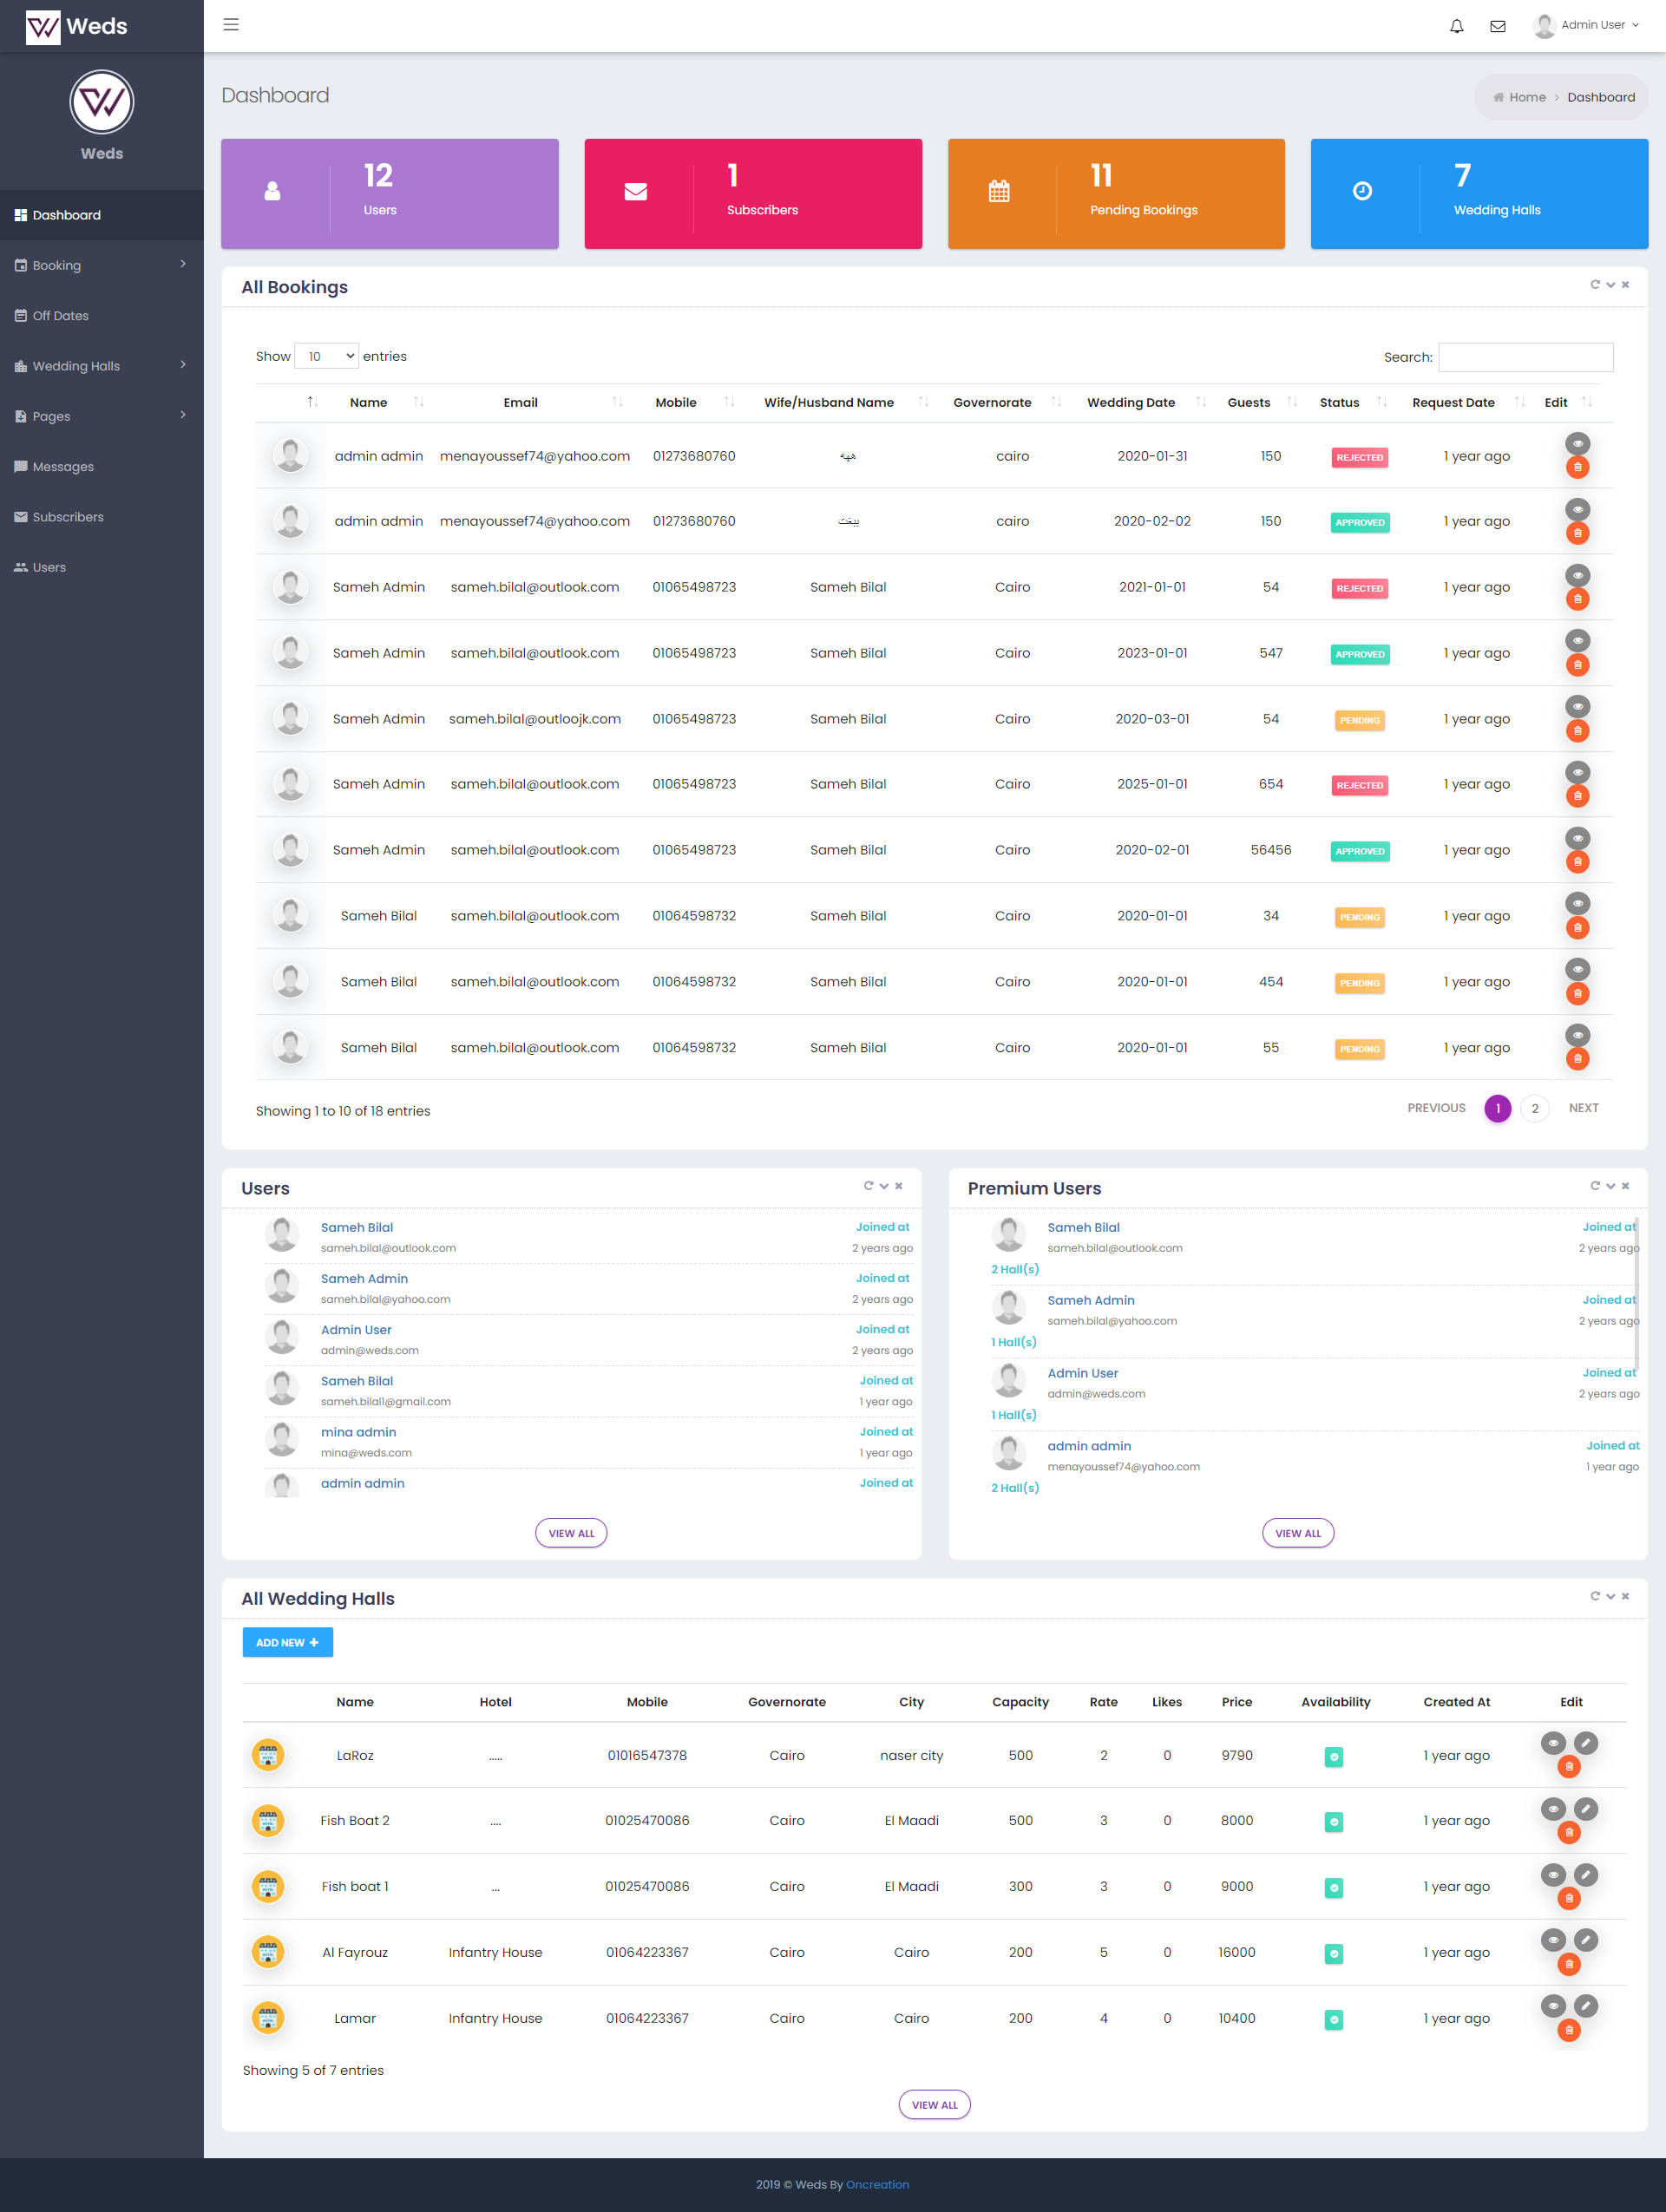 Weds
Admin User
Weds
Dashboard
Booking
Off Dates
Wedding Halls
Pages
Messages
Subscribers
Users
Dashboard
Home > Dashboard
12
Users
1
Subscribers
11
Pending Bookings
7
Wedding Halls
All Bookings
Show 10 entries
Search:
Name Email Mobile Wife/Husband Name Governorate Wedding Date Guests Status Request Date Edit
admin admin menayoussef74@yahoo.com 01273680760 cairo 2020-01-31 150 REJECTED 1 year ago
admin admin menayoussef74@yahoo.com 01273680760 cairo 2020-02-02 150 APPROVED 1 year ago
Sameh Admin sameh.bilal@outlook.com 01065498723 Sameh Bilal Cairo 2021-01-01 54 REJECTED 1 year ago
Sameh Admin sameh.bilal@outlook.com 01065498723 Sameh Bilal Cairo 2023-01-01 547 APPROVED 1 year ago
Sameh Admin sameh.bilal@outloojk.com 01065498723 Sameh Bilal Cairo 2020-03-01 54 PENDING 1 year ago
Sameh Admin sameh.bilal@outlook.com 01065498723 Sameh Bilal Cairo 2025-01-01 654 REJECTED 1 year ago
Sameh Admin sameh.bilal@outlook.com 01065498723 Sameh Bilal Cairo 2020-02-01 56456 APPROVED 1 year ago
Sameh Bilal sameh.bilal@outlook.com 01064598732 Sameh Bilal Cairo 2020-01-01 34 PENDING 1 year ago
Sameh Bilal sameh.bilal@outlook.com 01064598732 Sameh Bilal Cairo 2020-01-01 454 PENDING 1 year ago
Sameh Bilal sameh.bilal@outlook.com 01064598732 Sameh Bilal Cairo 2020-01-01 55 PENDING 1 year ago
Showing 1 to 10 of 18 entries
PREVIOUS 1 2 NEXT
Users
Sameh Bilal Joined at
sameh.bilal@outlook.com 2 years ago
Sameh Admin Joined at
sameh.bilal@yahoo.com 2 years ago
Admin User Joined at
admin@weds.com 2 years ago
Sameh Bilal Joined at
sameh.bilal1@gmail.com 1 year ago
mina admin Joined at
mina@weds.com 1 year ago
admin admin Joined at
VIEW ALL
Premium Users
Sameh Bilal Joined at
sameh.bilal@outlook.com 2 years ago
2 Hall(s)
Sameh Admin Joined at
sameh.bilal@yahoo.com 2 years ago
1 Hall(s)
Admin User Joined at
admin@weds.com 2 years ago
1 Hall(s)
admin admin Joined at
menayoussef74@yahoo.com 1 year ago
2 Hall(s)
VIEW ALL
All Wedding Halls
ADD NEW +
Name Hotel Mobile Governorate City Capacity Rate Likes Price Availability Created At Edit
LaRoz ..... 01016547378 Cairo naser city 500 2 0 9790 1 year ago
Fish Boat 2 .... 01025470086 Cairo El Maadi 500 3 0 8000 1 year ago
Fish boat 1 ... 01025470086 Cairo El Maadi 300 3 0 9000 1 year ago
Al Fayrouz Infantry House 01064223367 Cairo Cairo 200 5 0 16000 1 year ago
Lamar Infantry House 01064223367 Cairo Cairo 200 4 0 10400 1 year ago
Showing 5 of 7 entries
VIEW ALL
2019 © Weds By Oncreation